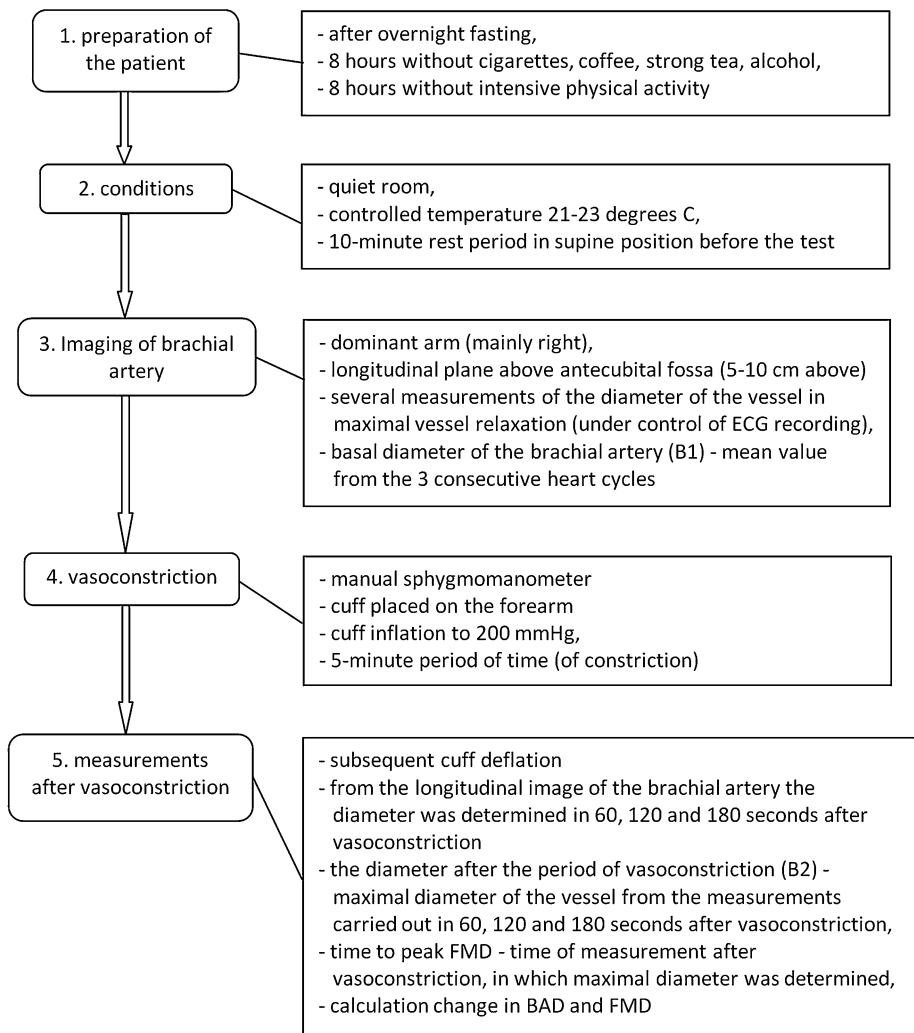 1. preparation of
the patient
- after overnight fasting,
- 8 hours without cigarettes, coffee, strong tea, alcohol,
- 8 hours without intensive physical activity
2. conditions
- quiet room,
- controlled temperature 21-23 degrees C,
- 10-minute rest period in supine position before the test
3. Imaging of brachial
artery
- dominant arm (mainly right),
- longitudinal plane above antecubital fossa (5-10 cm above)
- several measurements of the diameter of the vessel in
maximal vessel relaxation (under control of ECG recording),
- basal diameter of the brachial artery (B1) - mean value
from the 3 consecutive heart cycles
4. vasoconstriction
- manual sphygmomanometer
- cuff placed on the forearm
- cuff inflation to 200 mmHg,
- 5-minute period of time (of constriction)
5. measurements
after vasoconstriction
- subsequent cuff deflation
- from the longitudinal image of the brachial artery the
diameter was determined in 60, 120 and 180 seconds after
vasoconstriction
- the diameter after the period of vasoconstriction (B2) -
maximal diameter of the vessel from the measurements
carried out in 60, 120 and 180 seconds after vasoconstriction,
- time to peak FMD - time of measurement after
vasoconstriction, in which maximal diameter was determined,
- calculation change in BAD and FMD